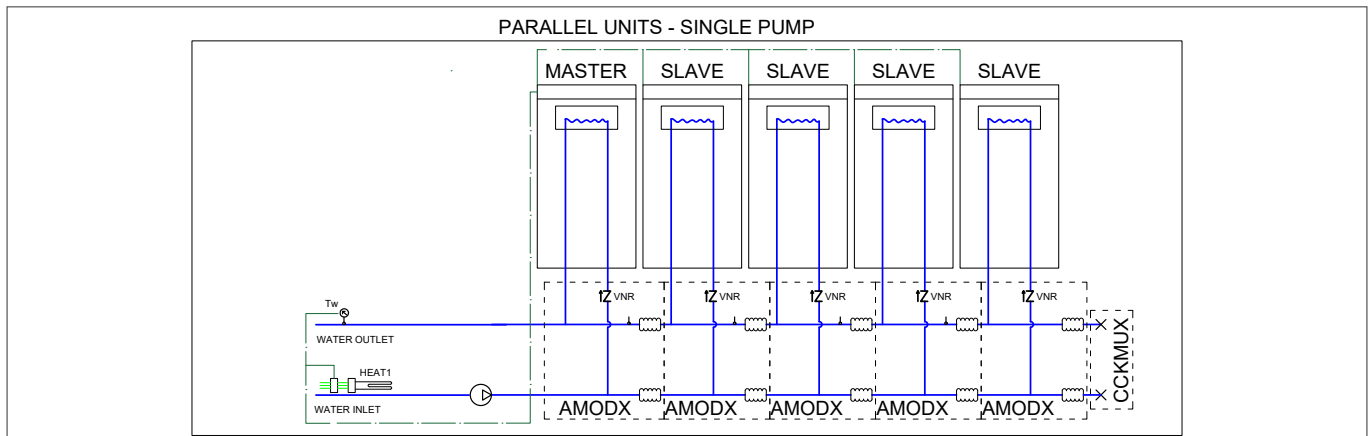 PARALLEL UNITS - SINGLE PUMP
MASTER SLAVE SLAVE SLAVE SLAVE
VNR VNR VNR VNR VNR
Tw
WATER OUTLET
HEAT1
WATER INLET
AMODX AMODX AMODX AMODX AMODX
CCKMUX